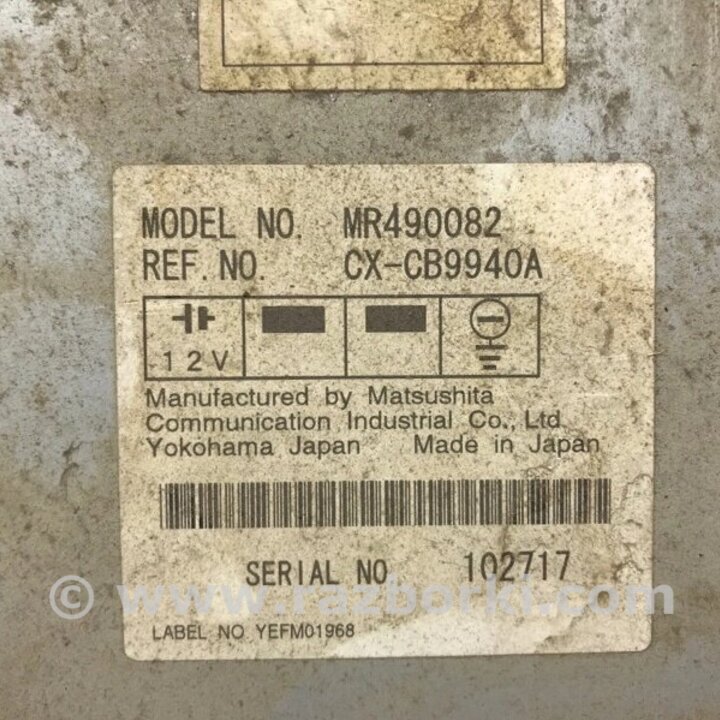 MODEL NO. MR490082
REF. NO. CX-CB9940A
12V
Manufactured by Matsushita
Communication Industrial Co., Ltd.
Yokohama Japan Made in Japan
SERIAL NO. 102717
© www.razborki.com
LABEL NO YEFM01968